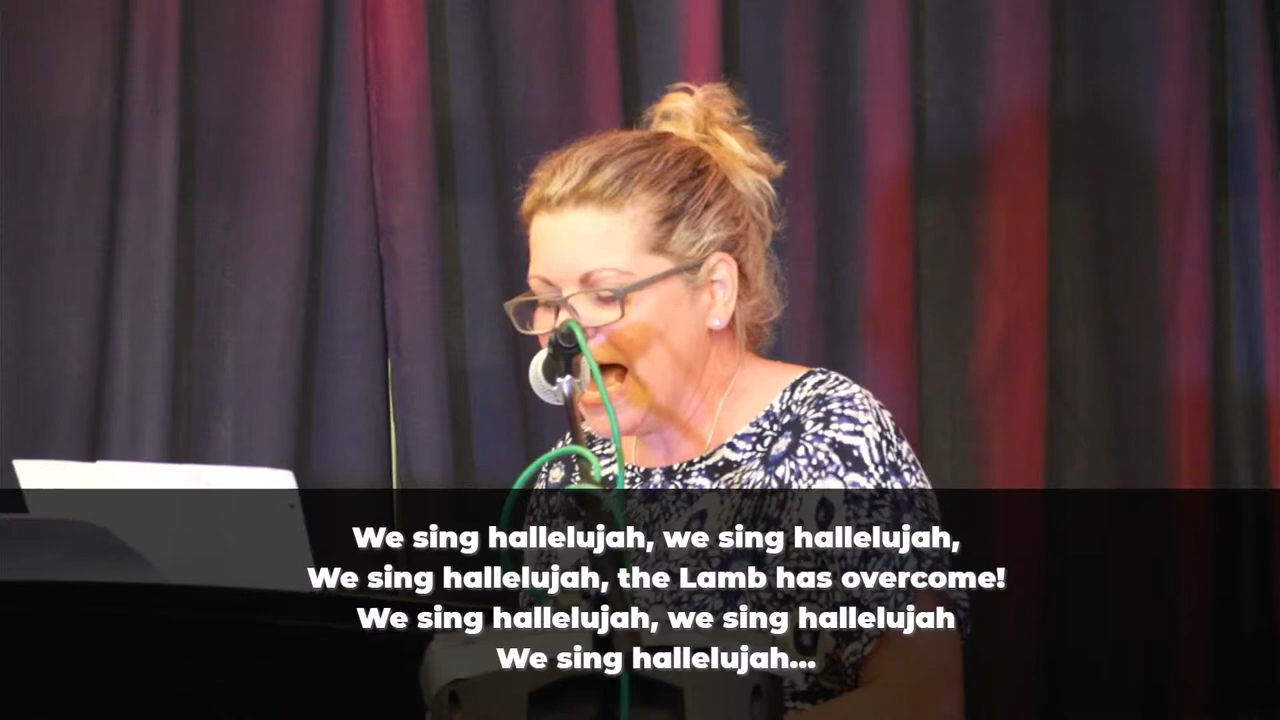 We sing hallelujah, we sing hallelujah,
We sing hallelujah, the Lamb has overcome!
We sing hallelujah, we sing hallelujah
We sing hallelujah...